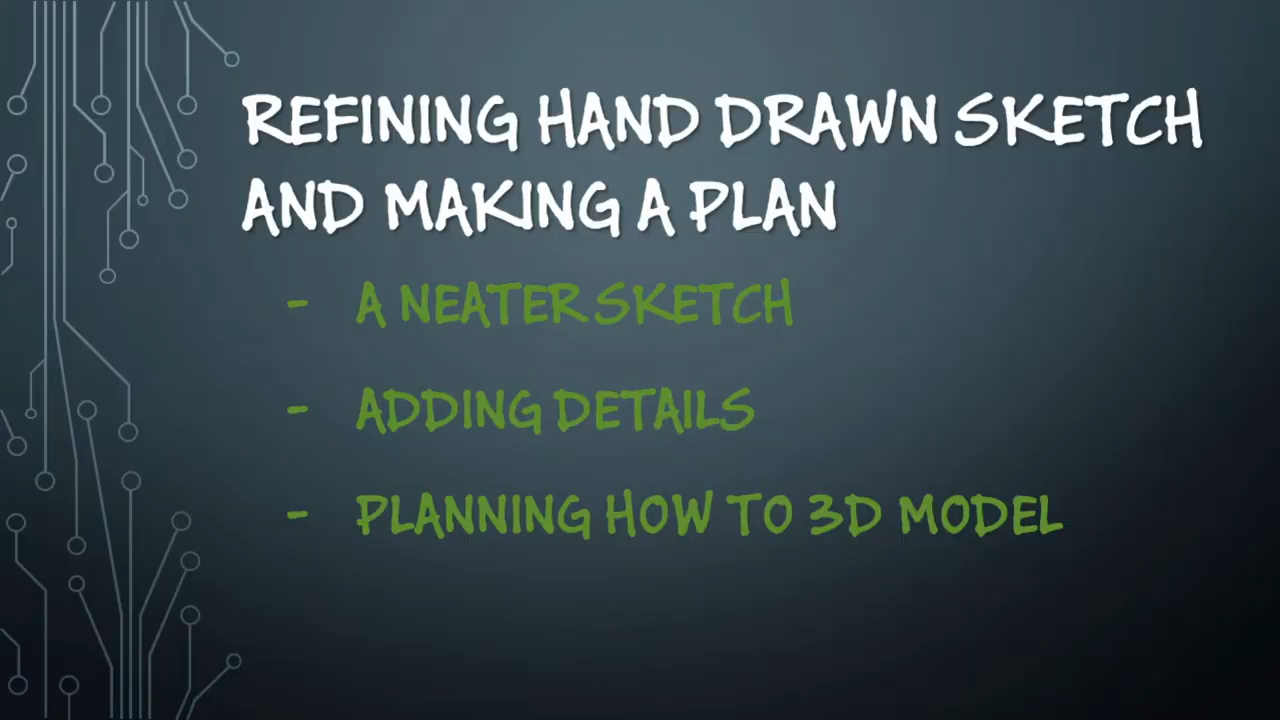 REFINING HAND DRAWN SKETCH
AND MAKING A PLAN
- A NEATER SKETCH
- ADDING DETAILS
- PLANNING HOW TO 3D MODEL